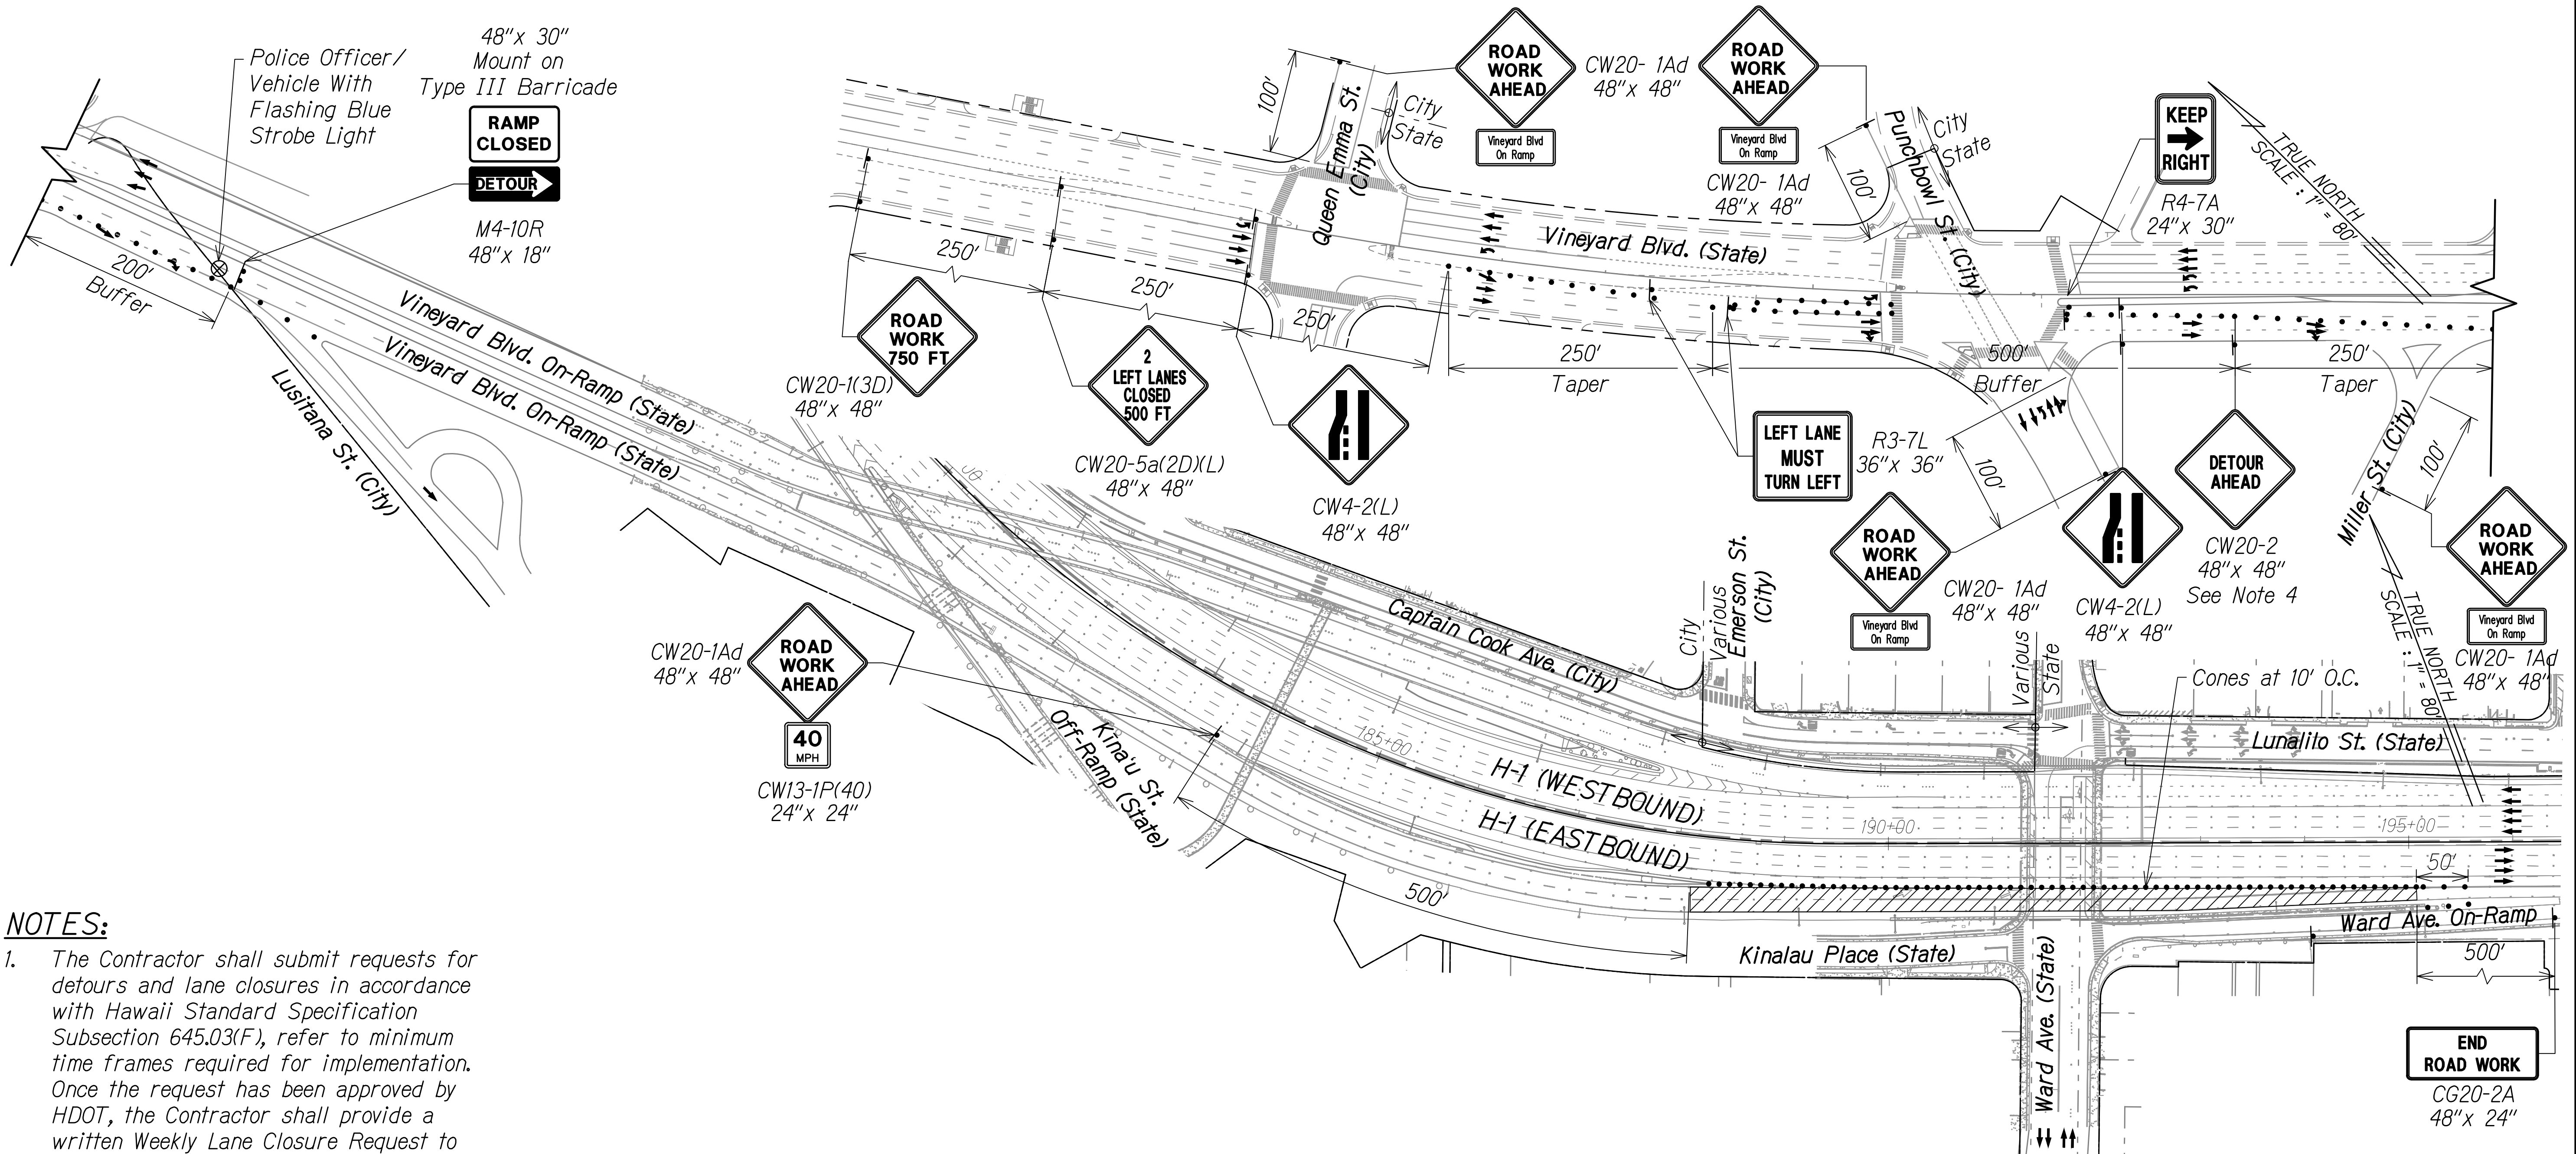 Police Officer/
Vehicle With
Flashing Blue
Strobe Light
48"x 30"
Mount on
Type III Barricade
RAMP
CLOSED
DETOUR
M4-10R
48"x 18"
200'
Buffer
Vineyard Blvd. On-Ramp (State)
Vineyard Blvd. On-Ramp (State)
Lusitana St. (City)
100'
Queen Emma St.
(City)
City
State
ROAD
WORK
AHEAD
Vineyard Blvd
On Ramp
CW20- 1Ad
48"x 48"
ROAD
WORK
AHEAD
Vineyard Blvd
On Ramp
CW20- 1Ad
48"x 48"
100'
Punchbowl St. (City)
City
State
KEEP
RIGHT
R4-7A
24"x 30"
TRUE NORTH
SCALE : 1" = 80'
Vineyard Blvd. (State)
250'
250'
250'
250'
Taper
500'
Buffer
250'
Taper
ROAD
WORK
750 FT
CW20-1(3D)
48"x 48"
2
LEFT LANES
CLOSED
500 FT
CW20-5a(2D)(L)
48"x 48"
CW4-2(L)
48"x 48"
LEFT LANE
MUST
TURN LEFT
R3-7L
36"x 36"
100'
ROAD
WORK
AHEAD
Vineyard Blvd
On Ramp
CW20- 1Ad
48"x 48"
CW4-2(L)
48"x 48"
DETOUR
AHEAD
CW20-2
48"x 48"
See Note 4
Miller St. (City)
100'
ROAD
WORK
AHEAD
Vineyard Blvd
On Ramp
CW20- 1Ad
48"x 48"
TRUE NORTH
SCALE : 1" = 80'
CW20-1Ad
48"x 48"
ROAD
WORK
AHEAD
40
MPH
CW13-1P(40)
24"x 24"
Kina'u St.
Off-Ramp (State)
Captain Cook Ave. (City)
City
Various
Emerson St.
(City)
Various
State
Cones at 10' O.C.
Lunalilo St. (State)
185+00
190+00
195+00
H-1 (WESTBOUND)
H-1 (EASTBOUND)
50'
500'
Kinalau Place (State)
Ward Ave. (State)
Ward Ave. On-Ramp
500'
END
ROAD WORK
CG20-2A
48"x 24"
NOTES:
1. The Contractor shall submit requests for
detours and lane closures in accordance
with Hawaii Standard Specification
Subsection 645.03(F), refer to minimum
time frames required for implementation.
Once the request has been approved by
HDOT, the Contractor shall provide a
written Weekly Lane Closure Request to